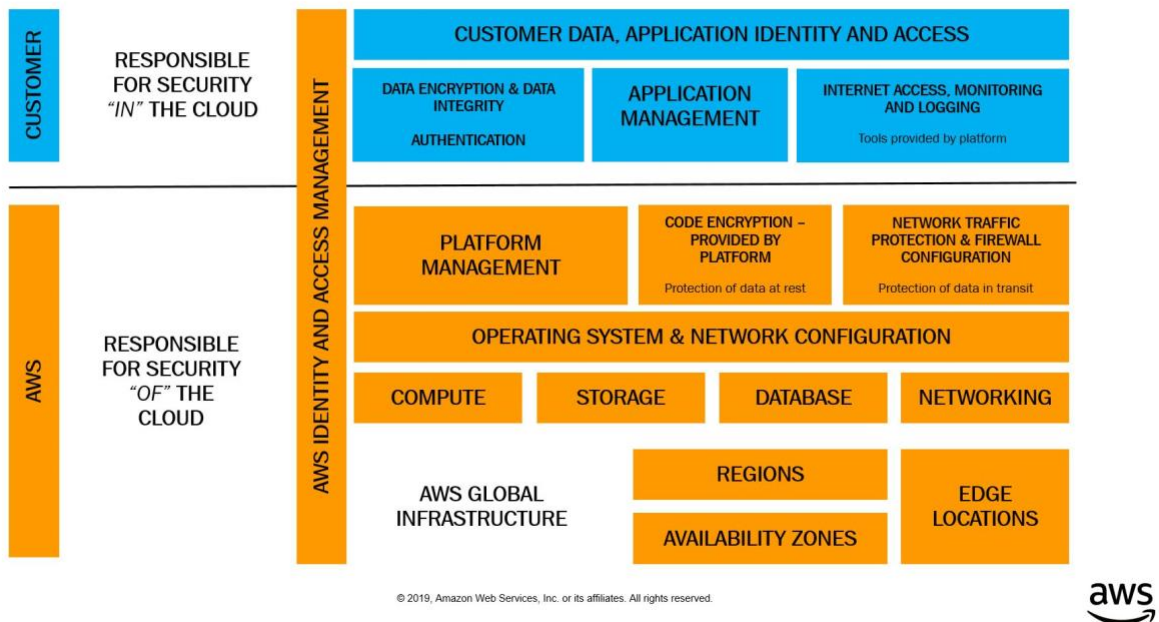 CUSTOMER
RESPONSIBLE
FOR SECURITY
“IN” THE CLOUD
AWS IDENTITY AND ACCESS MANAGEMENT
CUSTOMER DATA, APPLICATION IDENTITY AND ACCESS
DATA ENCRYPTION & DATA
INTEGRITY
AUTHENTICATION
APPLICATION
MANAGEMENT
INTERNET ACCESS, MONITORING
AND LOGGING
Tools provided by platform
AWS
RESPONSIBLE
FOR SECURITY
“OF” THE
CLOUD
PLATFORM
MANAGEMENT
CODE ENCRYPTION –
PROVIDED BY
PLATFORM
Protection of data at rest
NETWORK TRAFFIC
PROTECTION & FIREWALL
CONFIGURATION
Protection of data in transit
OPERATING SYSTEM & NETWORK CONFIGURATION
COMPUTE
STORAGE
DATABASE
NETWORKING
AWS GLOBAL
INFRASTRUCTURE
REGIONS
AVAILABILITY ZONES
EDGE
LOCATIONS
© 2019, Amazon Web Services, Inc. or its affiliates. All rights reserved.
aws